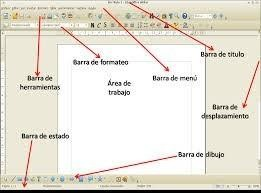 Barra de titulo
Barra de formateo
Barra de menú
Barra de
herramientas
Área de
trabajo
Barra de
desplazamiento
Barra de estado
Barra de dibujo